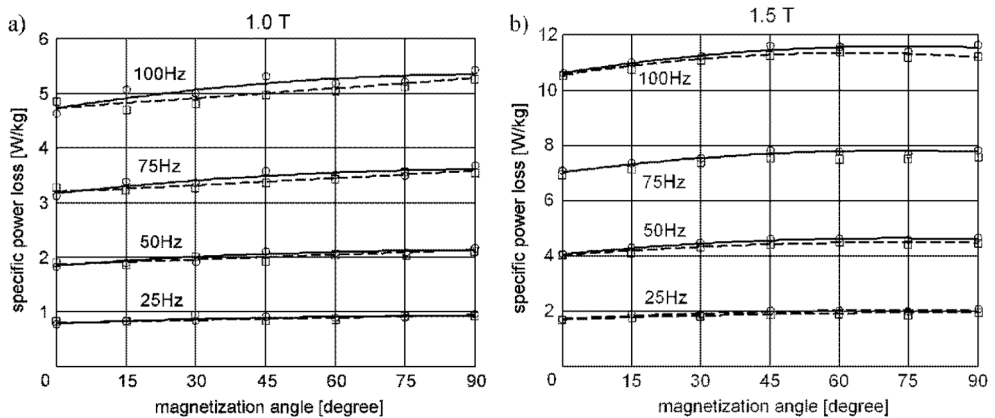 a)
1.0 T
specific power loss [W/kg]
6
5
4
3
2
1
0
15
30
45
60
75
90
magnetization angle [degree]
100Hz
75Hz
50Hz
25Hz
b)
1.5 T
specific power loss [W/kg]
12
10
8
6
4
2
0
15
30
45
60
75
90
magnetization angle [degree]
100Hz
75Hz
50Hz
25Hz